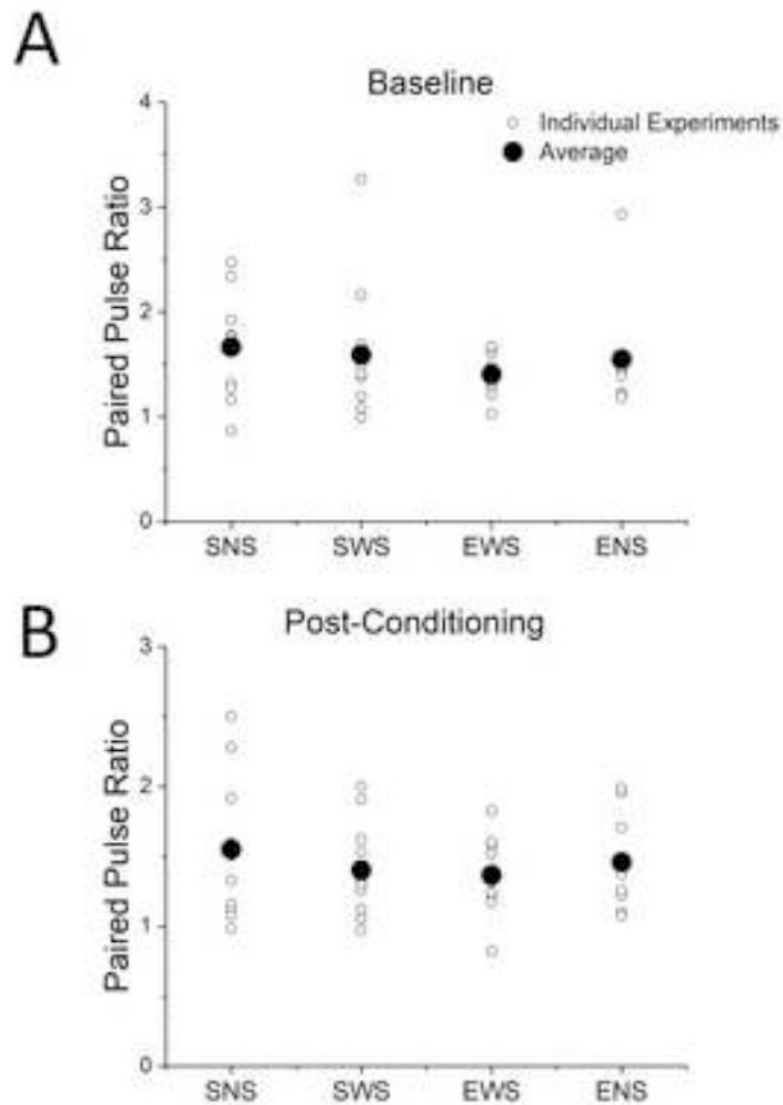 A
Baseline
Individual Experiments
Average
Paired Pulse Ratio
4
3
2
1
0
SNS SWS EWS ENS
B
Post-Conditioning
Paired Pulse Ratio
3
2
1
0
SNS SWS EWS ENS